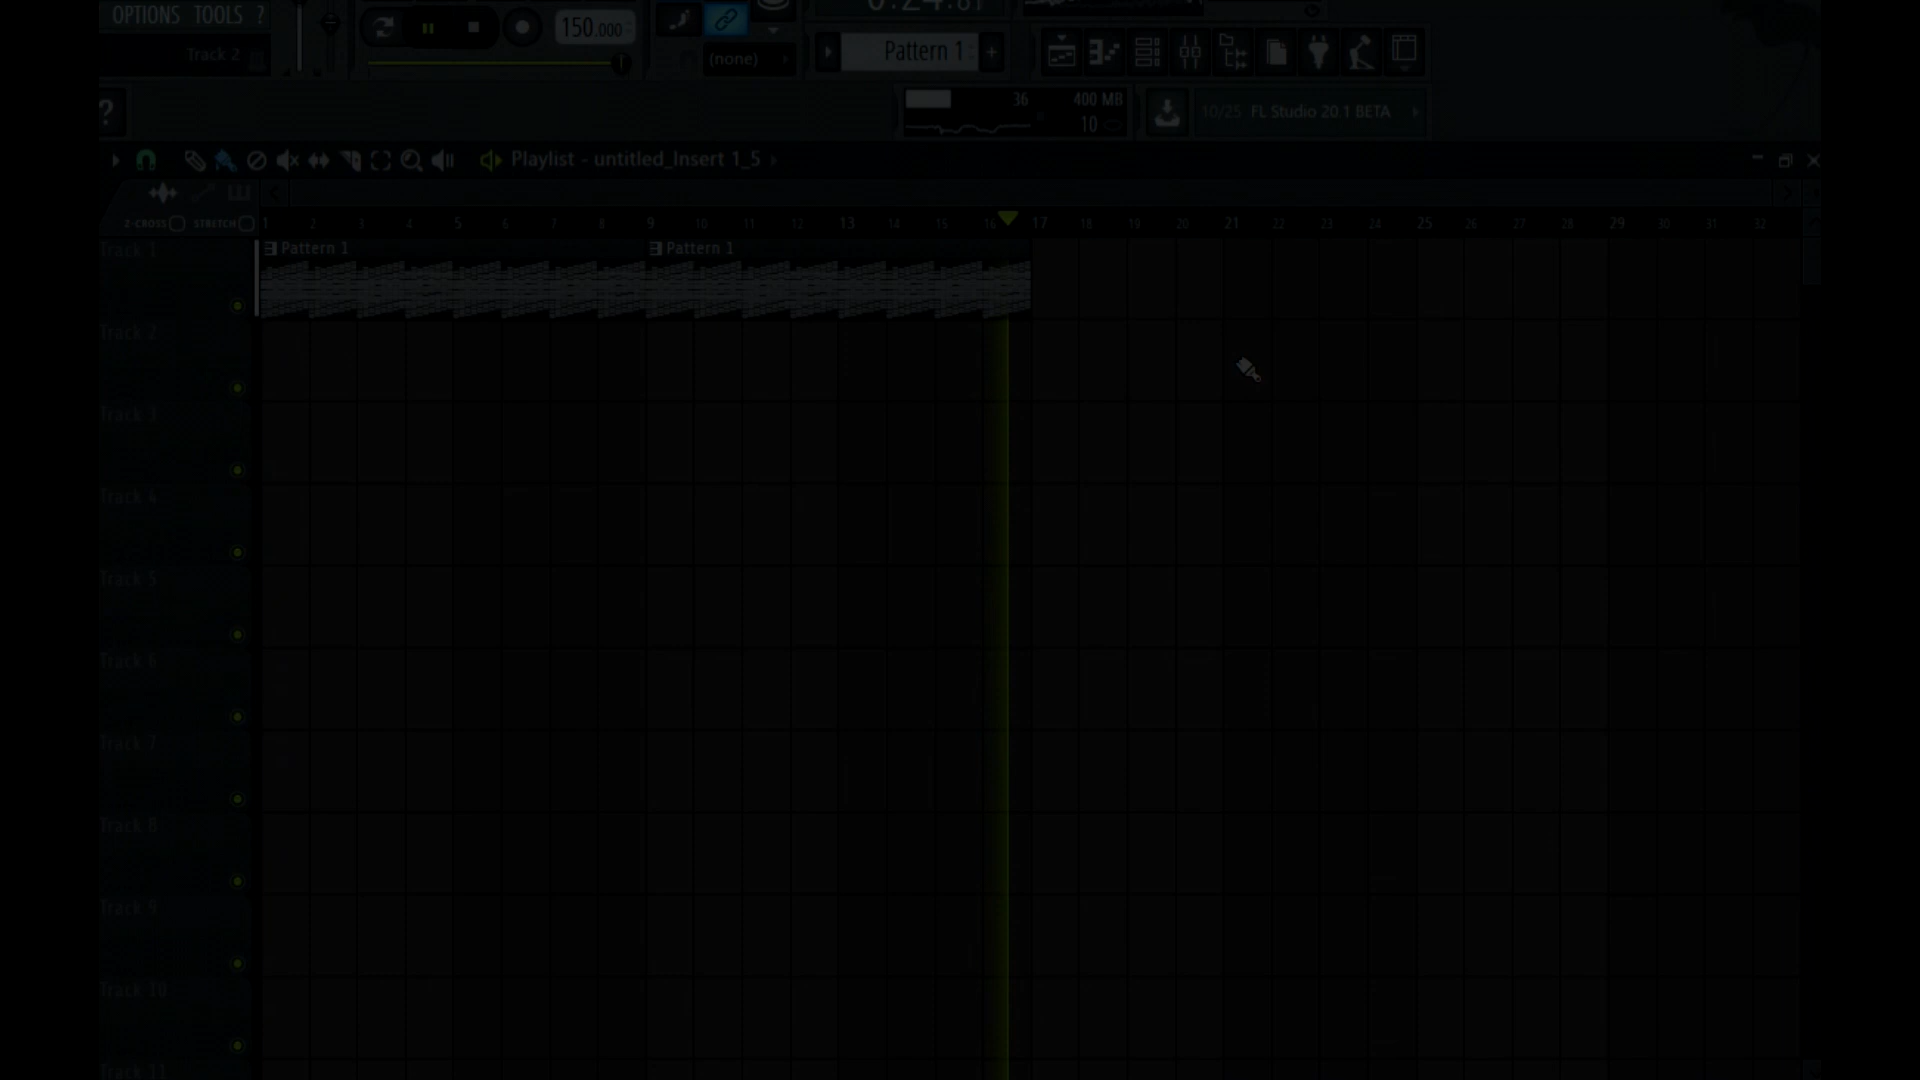 OPTIONS TOOLS ?
Track 2
150.000
Pattern 1 +
(none)
36
400 MB
10
10/25 FL Studio 20.1 BETA
?
Playlist - untitled_Insert 1_5
Z-CROSS STRETCH
1 2 3 4 5 6 7 8 9 10 11 12 13 14 15 16 17 18 19 20 21 22 23 24 25 26 27 28 29 30 31 32
Track 1
Pattern 1 Pattern 1
Track 2
Track 3
Track 4
Track 5
Track 6
Track 7
Track 8
Track 9
Track 10
Track 11